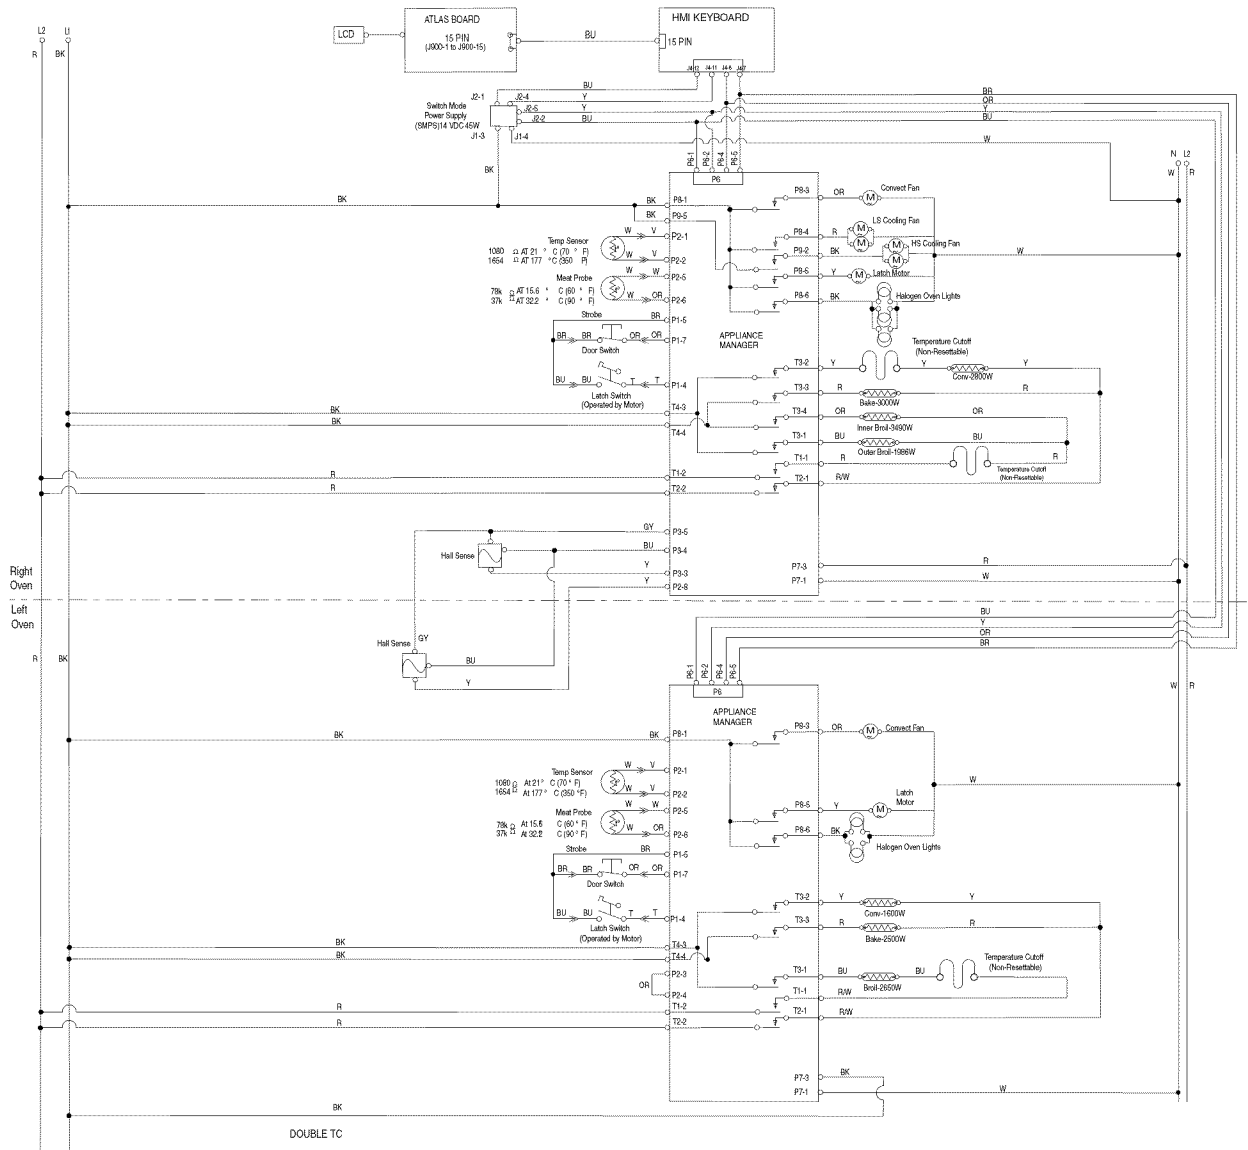 L2 L1
R BK
LCD
ATLAS BOARD
15 PIN
(J900-1 to J900-15)
BU
HMI KEYBOARD
15 PIN
J4-12 J4-11 J4-8 J4-7
J2-1
BU
J2-4
Y
Switch Mode
Power Supply
(SMPS)14 VDC 45W
J2-2
Y
BU
J1-3
J1-4
BR
OR
Y
BU
W
BK
P6-1 P6-2 P6-4 P6-5
P6
N L2
W R
BK
BK P8-1
BK P9-5
Temp Sensor
1080 Ω AT 21 ° C (70 ° F)
1654 Ω AT 177 °C (350 F)
W V P2-1
W V P2-2
Meat Probe
78k Ω AT 15.6 ° C (60 ° F)
37k AT 32.2 ° C (90 ° F)
W W P2-5
W OR P2-6
Strobe BR P1-5
BR BR OR OR P1-7
Door Switch
BU BU T T P1-4
Latch Switch
(Operated by Motor)
APPLIANCE
MANAGER
P8-3 OR Convect Fan
P8-4 R LS Cooling Fan
P9-2 BK HS Cooling Fan
W
P8-5 Y Latch Motor
P8-6 BK Halogen Oven Lights
Temperature Cutoff
(Non-Resettable)
T3-2 Y Y Y
Conv-2800W
T3-3 R R
Bake-3000W
T3-4 OR OR
Inner Broil-3490W
T3-1 BU BU
Outer Broil-1986W
T1-1 R R
Temperature Cutoff
(Non-Resettable)
T2-1 R/W
BK T4-3
BK T4-4
R T1-2
R T2-2
GY P3-5
BU P3-4
Hall Sense
Y P3-3
Y P2-8
P7-3 R
P7-1 W
Right
Oven
Left
Oven
BU
Y
OR
BR
Hall Sense
GY
BU
Y
R BK
P6-1 P6-2 P6-4 P6-5
P6
W R
APPLIANCE
MANAGER
BK BK P8-1
Temp Sensor
1080 Ω At 21° C (70 ° F)
1654 At 177 ° C (350 °F)
W V P2-1
W V P2-2
Meat Probe
78k Ω At 15.6 C (60 ° F)
37k At 32.2 C (90 ° F)
W W P2-5
W OR P2-6
Strobe BR P1-5
BR BR OR OR P1-7
Door Switch
BU BU T T P1-4
Latch Switch
(Operated by Motor)
P8-3 OR Convect Fan
W
P8-5 Y Latch
Motor
P8-6 BK
Halogen Oven Lights
T3-2 Y Y
Conv-1600W
T3-3 R R
Bake-2500W
T3-1 BU BU
Broil-2650W
Temperature Cutoff
(Non-Resettable)
T1-1 R/W
T2-1 R/W
BK T4-3
BK T4-4
P2-3
OR
P2-4
R T1-2
R T2-2
P7-3 BK
P7-1 W
BK
DOUBLE TC